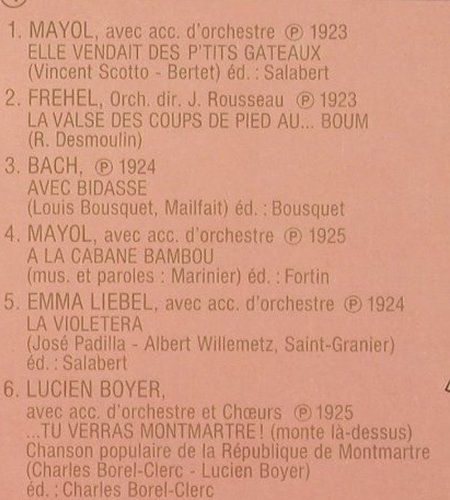 1. MAYOL, avec acc. d'orchestre ℗ 1923
ELLE VENDAIT DES P'TITS GATEAUX
(Vincent Scotto - Bertet) éd. : Salabert
2. FREHEL, Orch. dir. J. Rousseau ℗ 1923
LA VALSE DES COUPS DE PIED AU... BOUM
(R. Desmoulin)
3. BACH, ℗ 1924
AVEC BIDASSE
(Louis Bousquet, Mailfait) éd. : Bousquet
4. MAYOL, avec acc. d'orchestre ℗ 1925
A LA CABANE BAMBOU
(mus. et paroles : Marinier) éd. : Fortin
5. EMMA LIEBEL, avec acc. d'orchestre ℗ 1924
LA VIOLETERA
(José Padilla - Albert Willemetz, Saint-Granier)
éd. : Salabert
6. LUCIEN BOYER,
avec acc. d'orchestre et Chœurs ℗ 1925
...TU VERRAS MONTMARTRE ! (monte là-dessus)
Chanson populaire de la République de Montmartre
(Charles Borel-Clerc - Lucien Boyer)
éd. : Charles Borel-Clerc